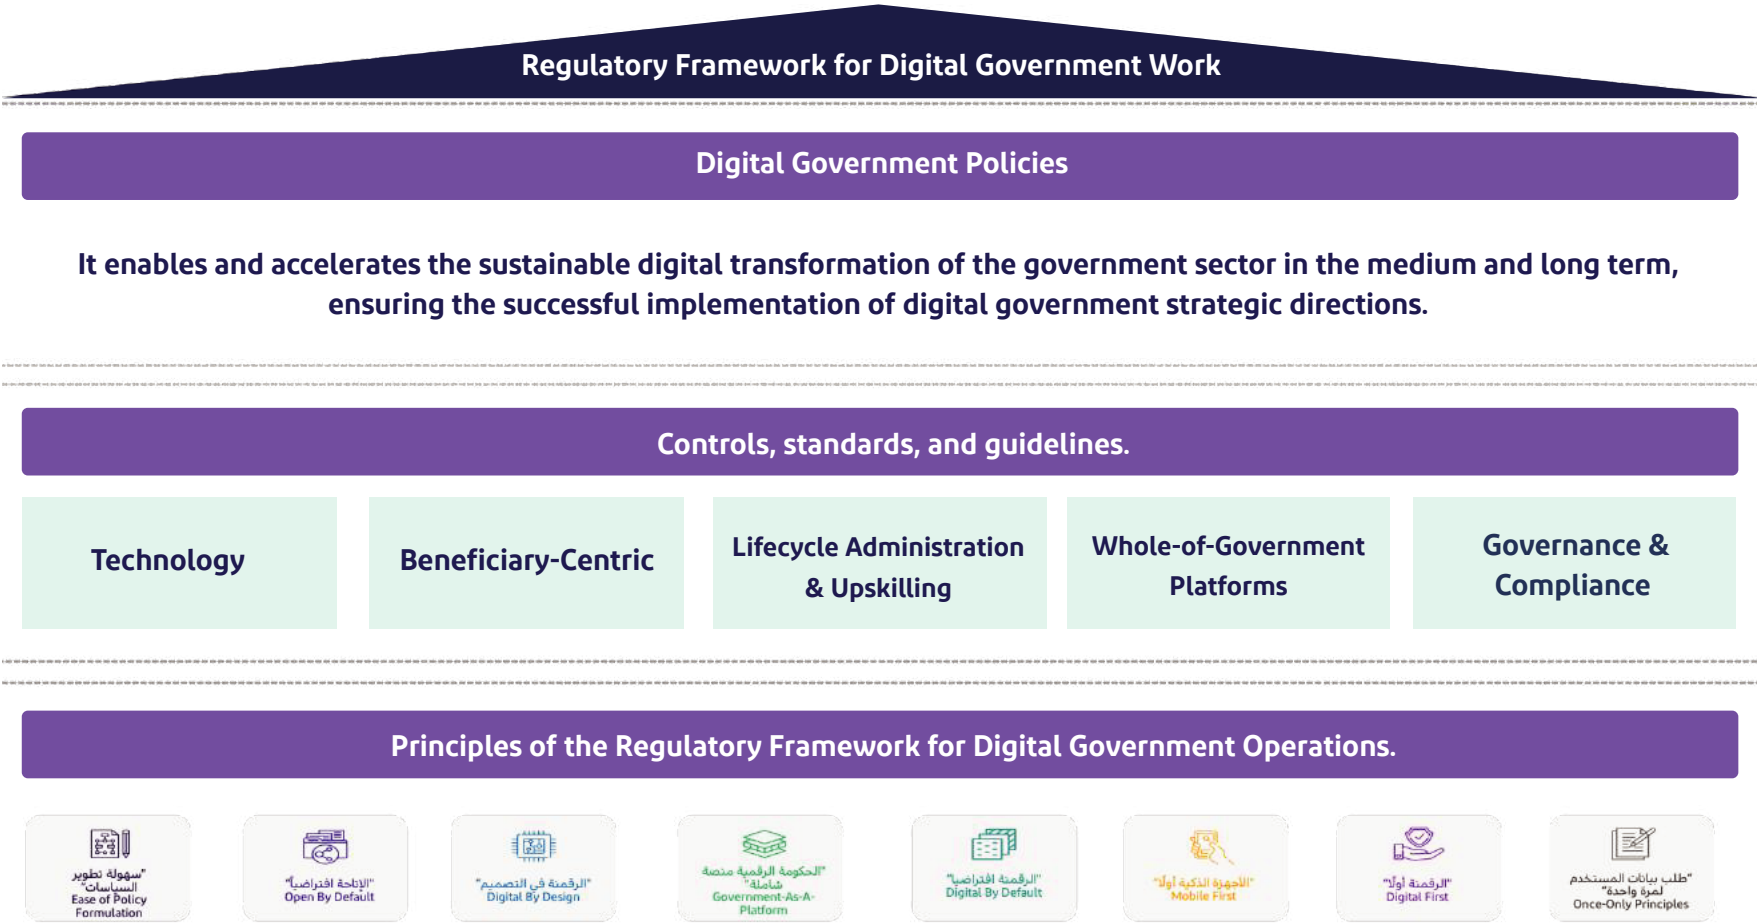 Regulatory Framework for Digital Government Work
Digital Government Policies
It enables and accelerates the sustainable digital transformation of the government sector in the medium and long term,
ensuring the successful implementation of digital government strategic directions.
Controls, standards, and guidelines.
Technology
Beneficiary-Centric
Lifecycle Administration
& Upskilling
Whole-of-Government
Platforms
Governance &
Compliance
Principles of the Regulatory Framework for Digital Government Operations.
"سهولة تطوير
السياسات"
Ease of Policy
Formulation
"الإتاحة افتراضياً"
Open By Default
"الرقمنة في التصميم"
Digital By Design
"الحكومة الرقمية منصة
شاملة"
Government-As-A-
Platform
"الرقمنة افتراضيا"
Digital By Default
"الأجهزة الذكية أولًا"
Mobile First
"الرقمنة أولًا"
Digital First
"طلب بيانات المستخدم
لمرة واحدة"
Once-Only Principles